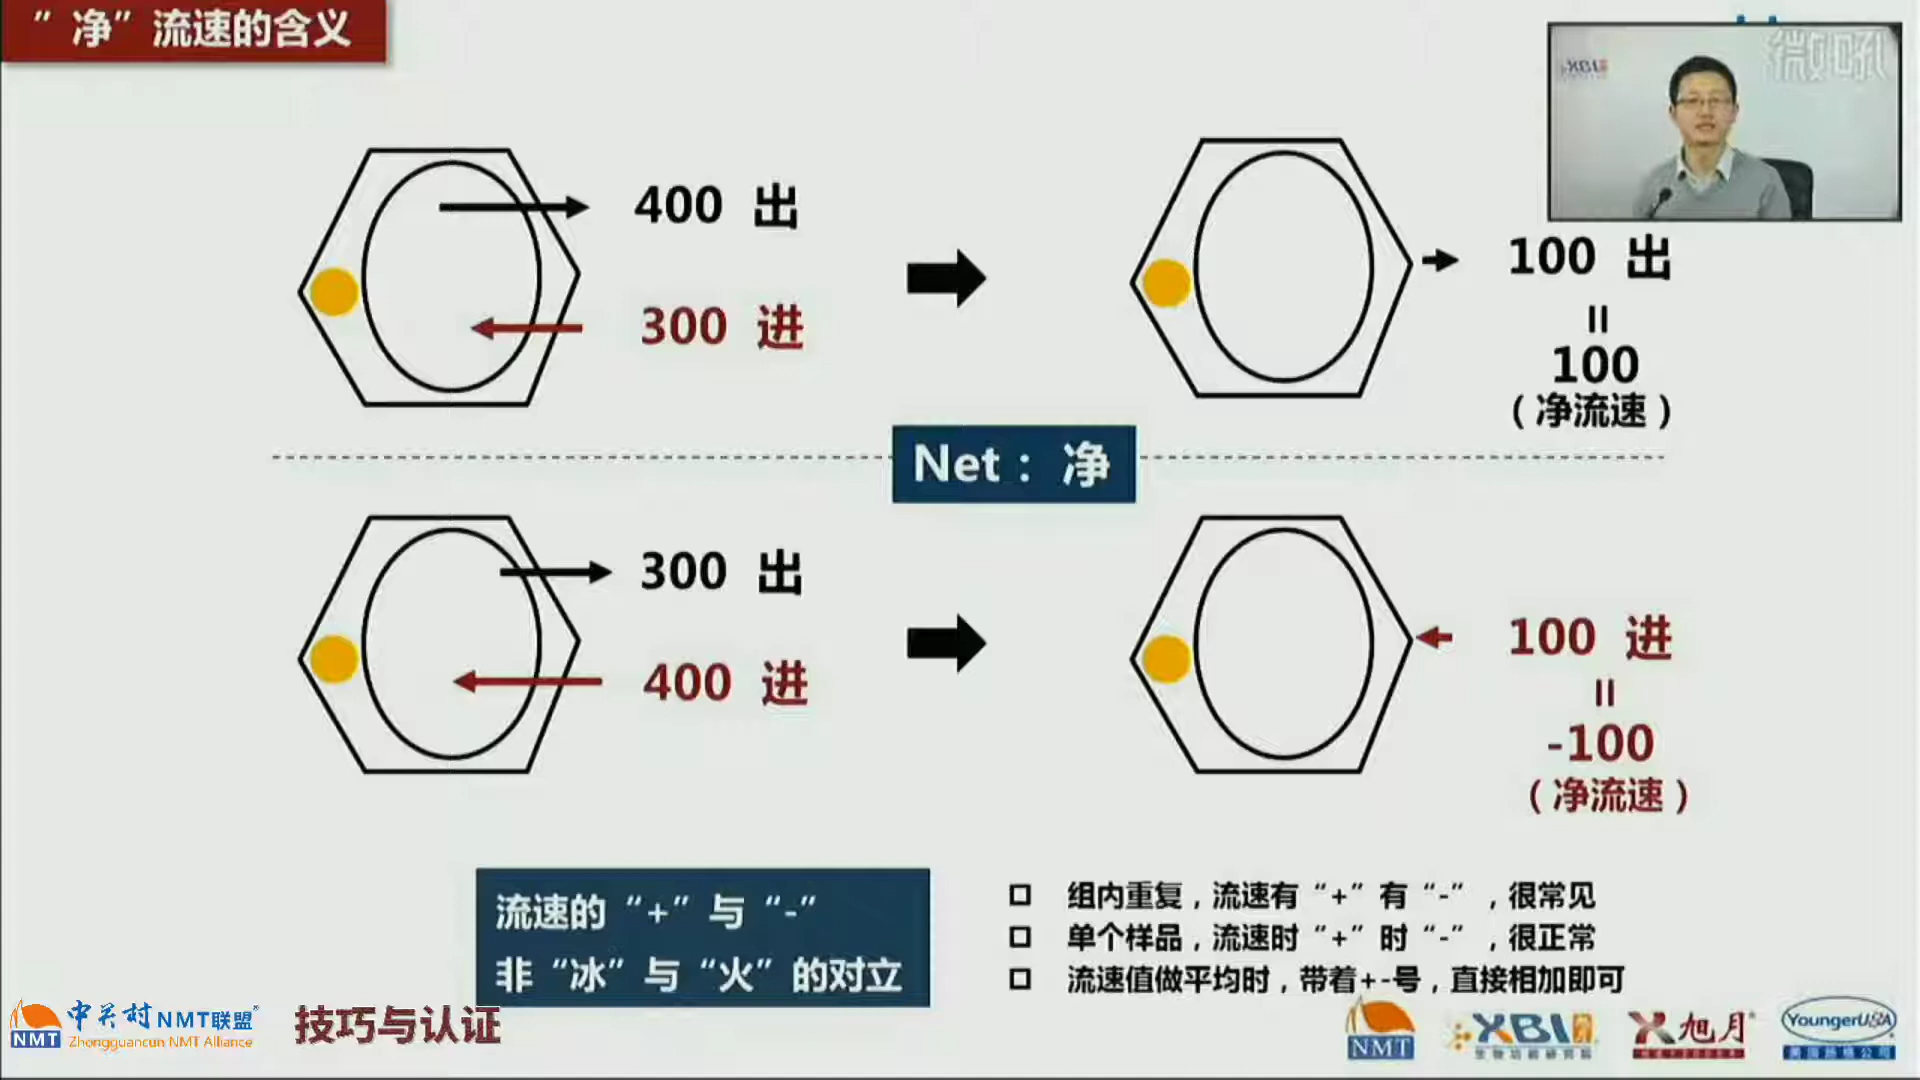 “净”流速的含义
400 出
300 进
100 出
=
100
（净流速）
Net： 净
300 出
400 进
100 进
=
-100
（净流速）
流速的“+”与“-”
非“冰”与“火”的对立
组内重复，流速有“+”有“-”，很常见
单个样品，流速时“+”时“-”，很正常
流速值做平均时，带着+-号，直接相加即可
中关村NMT联盟
Zhongguancun NMT Alliance
NMT
技巧与认证
NMT
XBI
旭月
YoungerUSA